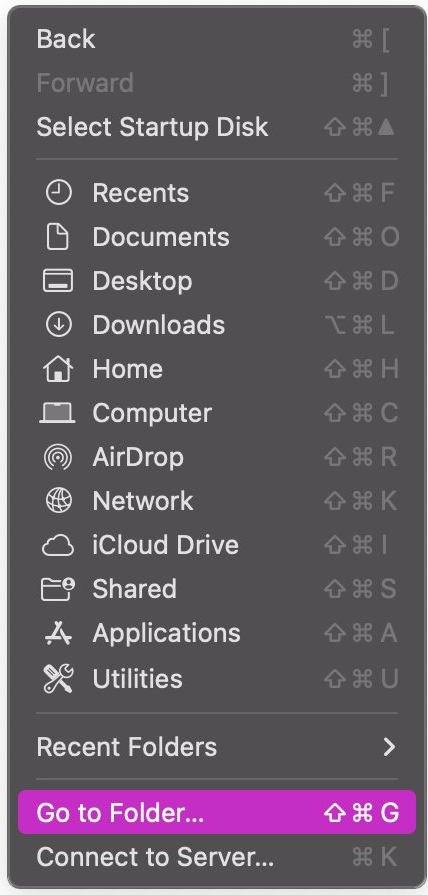 Back ⌘ [
Forward ⌘ ]
Select Startup Disk ⇧ ⌘ ▲
Recents ⇧ ⌘ F
Documents ⇧ ⌘ O
Desktop ⇧ ⌘ D
Downloads ⌥ ⌘ L
Home ⇧ ⌘ H
Computer ⇧ ⌘ C
AirDrop ⇧ ⌘ R
Network ⇧ ⌘ K
iCloud Drive ⇧ ⌘ I
Shared ⇧ ⌘ S
Applications ⇧ ⌘ A
Utilities ⇧ ⌘ U
Recent Folders >
Go to Folder... ⇧ ⌘ G
Connect to Server... ⌘ K